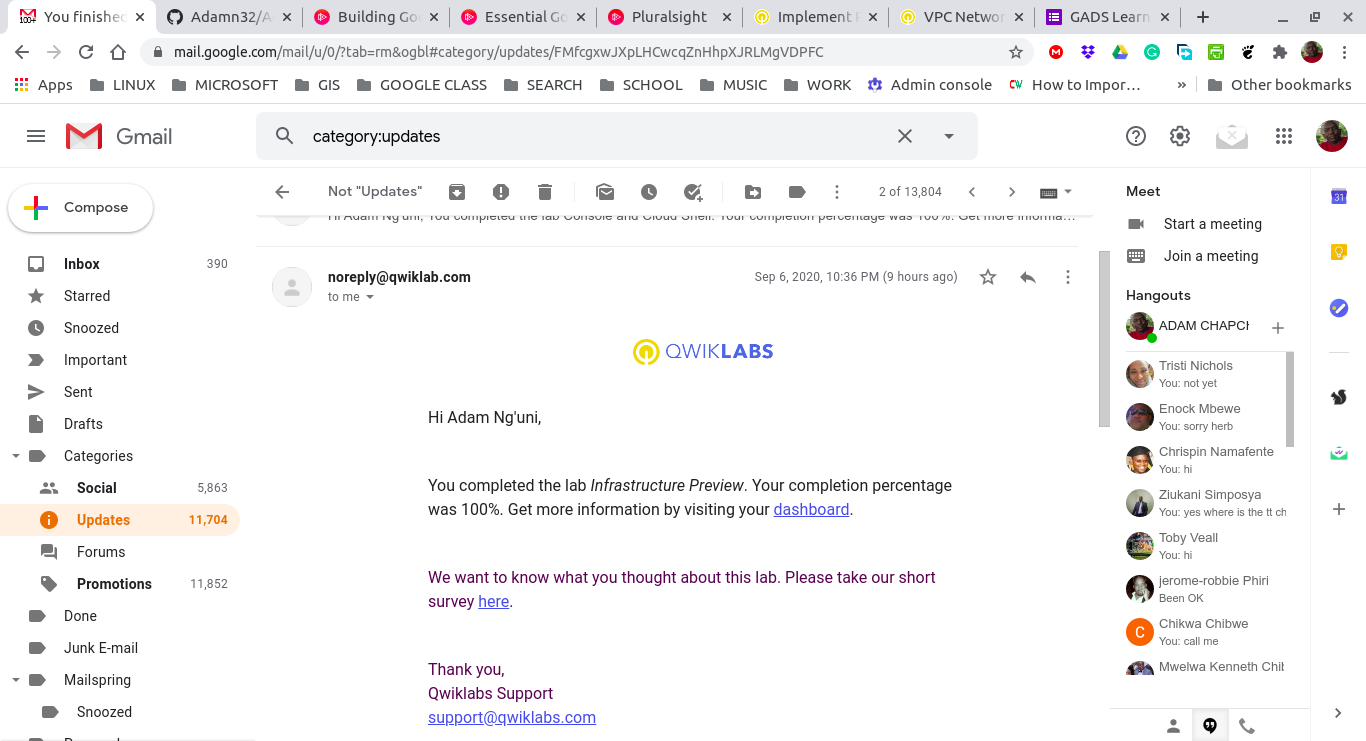 You finished
Adamn32/A
Building Go
Essential Go
Pluralsight
Implement P
VPC Networ
GADS Learn
mail.google.com/mail/u/0/?tab=rm&ogbl#category/updates/FMfcgxwJXpLHCwcqZnHhpXJRLMgVDPFC
Apps LINUX MICROSOFT GIS GOOGLE CLASS SEARCH SCHOOL MUSIC WORK Admin console How to Impor… » Other bookmarks
Gmail
category:updates
Compose
Inbox 390
Starred
Snoozed
Important
Sent
Drafts
Categories
Social 5,863
Updates 11,704
Forums
Promotions 11,852
Done
Junk E-mail
Mailspring
Snoozed
Not "Updates"
2 of 13,804
Hi Adam Ng'uni, You completed the lab Console and Cloud Shell. Your completion percentage was 100%. Get more informa…
noreply@qwiklab.com
Sep 6, 2020, 10:36 PM (9 hours ago)
to me
QWIKLABS
Hi Adam Ng'uni,
You completed the lab Infrastructure Preview. Your completion percentage
was 100%. Get more information by visiting your dashboard.
We want to know what you thought about this lab. Please take our short
survey here.
Thank you,
Qwiklabs Support
support@qwiklabs.com
Meet
Start a meeting
Join a meeting
Hangouts
ADAM CHAPCH
Tristi Nichols
You: not yet
Enock Mbewe
You: sorry herb
Chrispin Namafente
You: hi
Ziukani Simposya
You: yes where is the tt ch
Toby Veall
You: hi
jerome-robbie Phiri
Been OK
C
Chikwa Chibwe
You: call me
Mwelwa Kenneth Chit
31